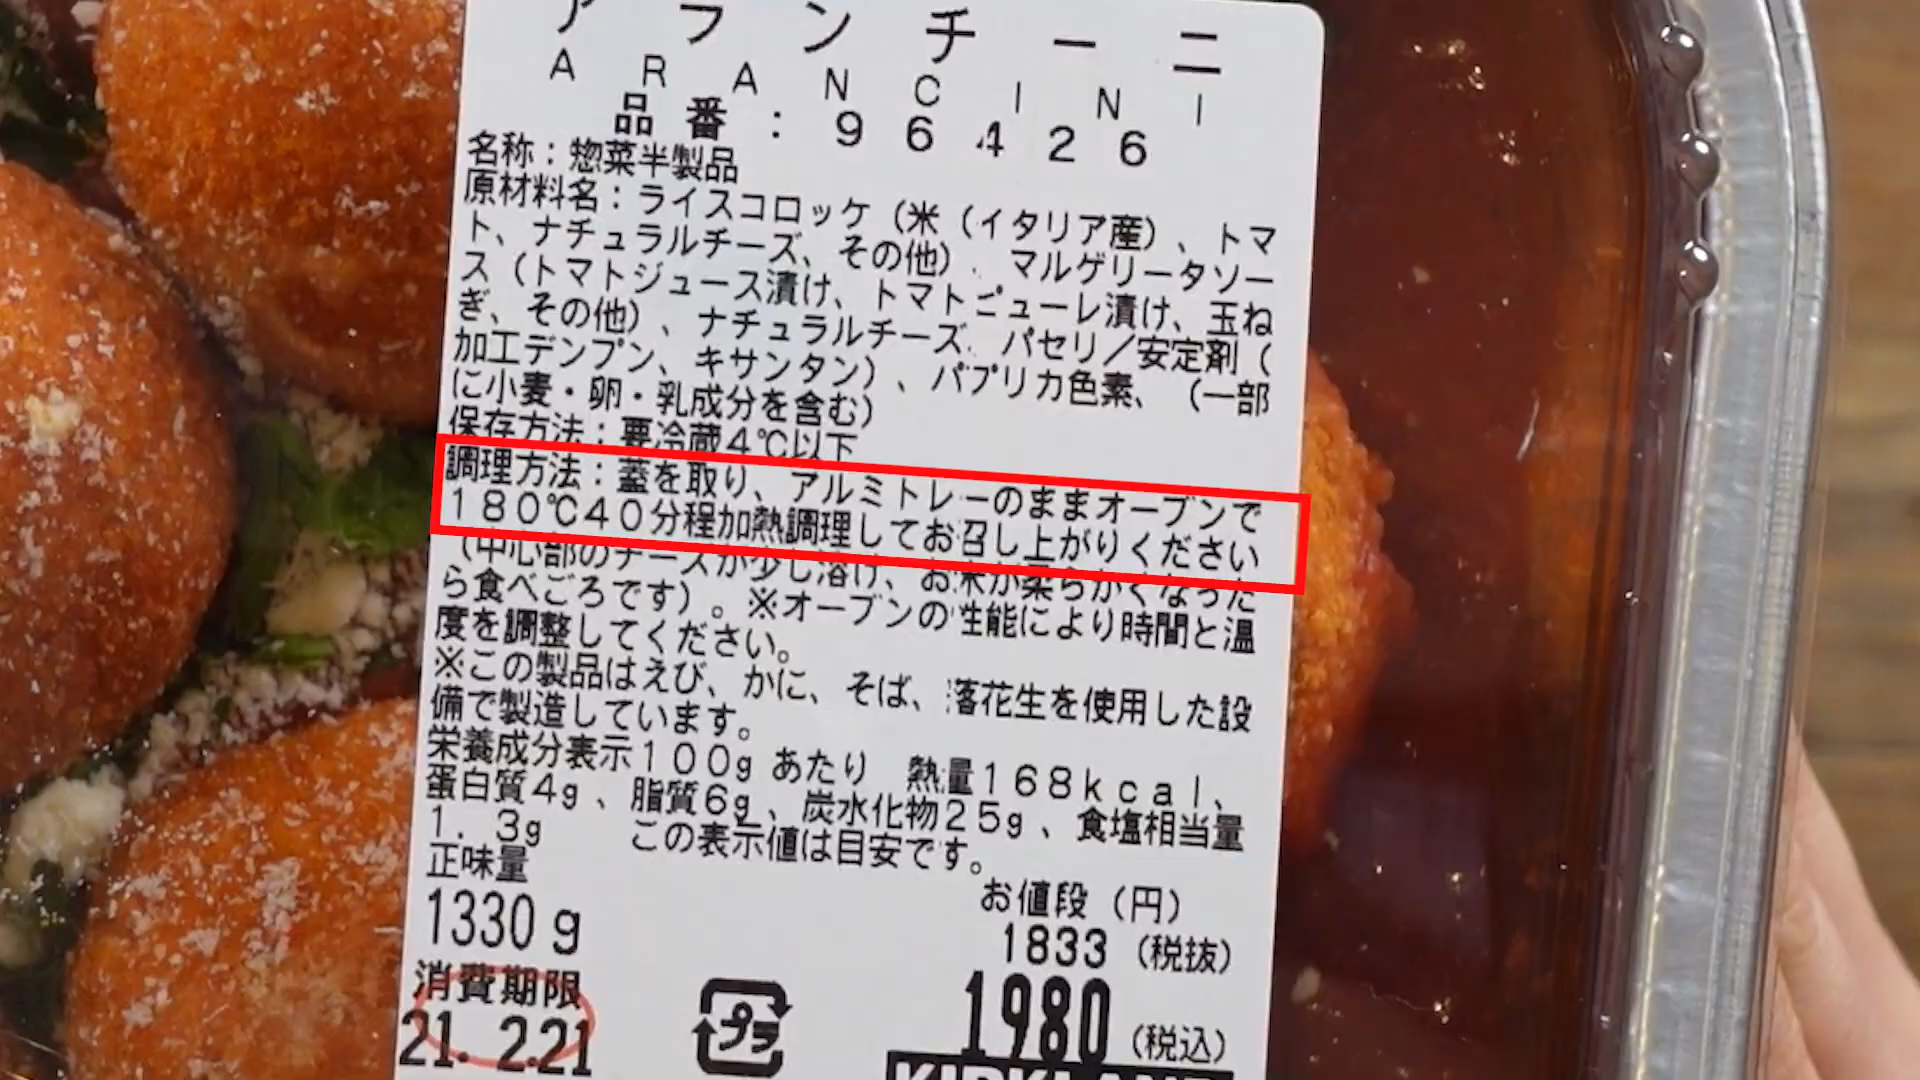 アランチーニ
ARANCINI
品番：96426
名称：惣菜半製品
原材料名：ライスコロッケ（米（イタリア産）、トマ
ト、ナチュラルチーズ、その他）、マルゲリータソー
ス（トマトジュース漬け、トマトピューレ漬け、玉ね
ぎ、その他）、ナチュラルチーズ、パセリ／安定剤（
加工デンプン、キサンタン）、パプリカ色素、（一部
に小麦・卵・乳成分を含む）
保存方法：要冷蔵4℃以下
調理方法：蓋を取り、アルミトレーのままオーブンで
180℃40分程加熱調理してお召し上がりください
（中心部のチーズが少し溶け、お米が柔らかくなった
ら食べごろです）。※オーブンの性能により時間と温
度を調整してください。
※この製品はえび、かに、そば、落花生を使用した設
備で製造しています。
栄養成分表示100gあたり 熱量168kcal、
蛋白質4g、脂質6g、炭水化物25g、食塩相当量
1.3g この表示値は目安です。
正味量
1330g
お値段（円）
1833（税抜）
消費期限
21.2.21
プラ
1980（税込）
KIRKLAND